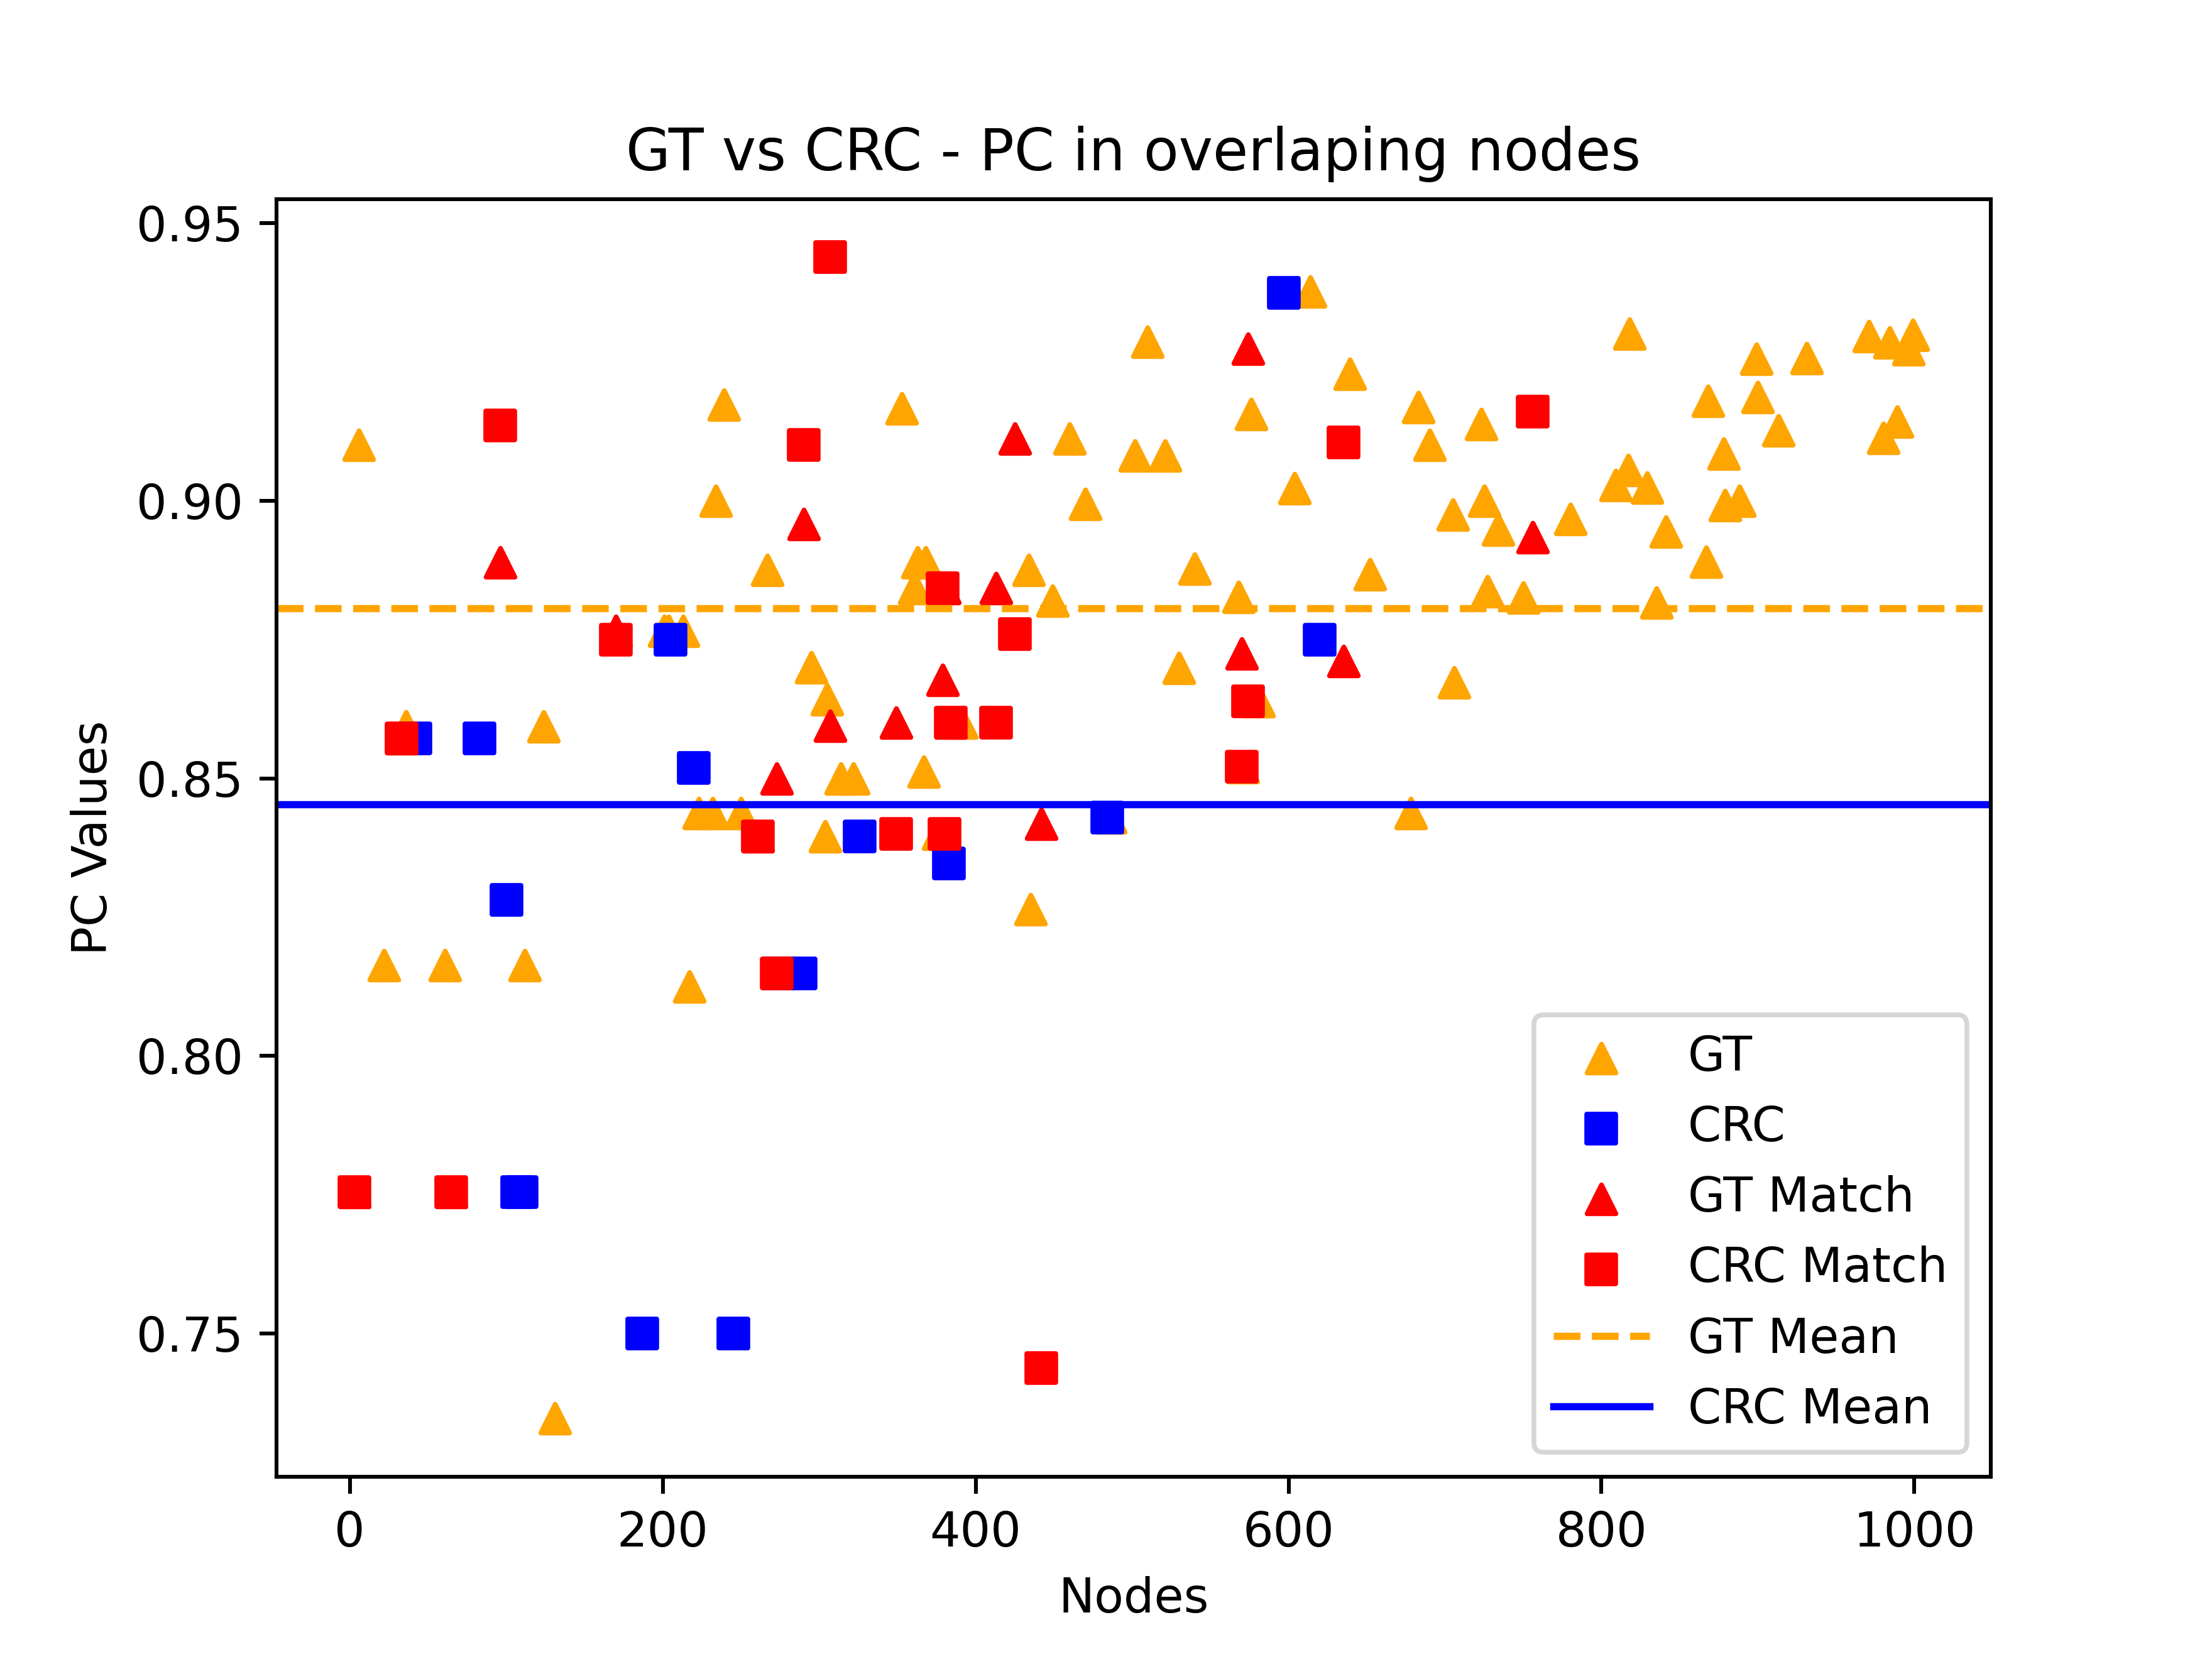 GT vs CRC - PC in overlaping nodes
0.95
0.90
0.85
0.80
0.75
PC Values
0
200
400
600
800
1000
Nodes
GT
CRC
GT Match
CRC Match
GT Mean
CRC Mean